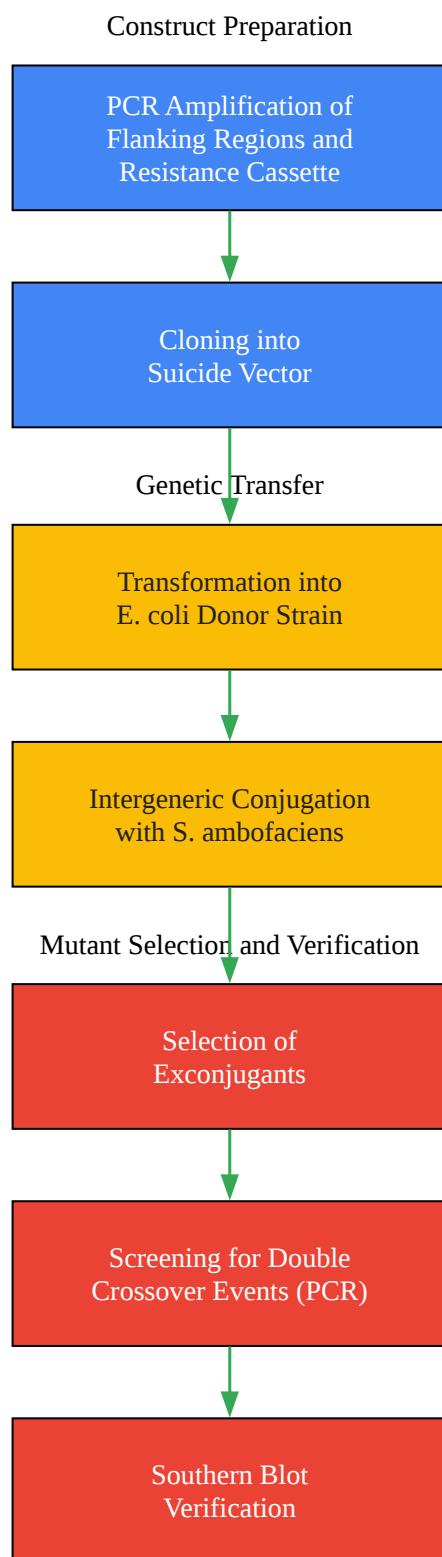 Construct Preparation
PCR Amplification of
Flanking Regions and
Resistance Cassette
Cloning into
Suicide Vector
Genetic Transfer
Transformation into
E. coli Donor Strain
Intergeneric Conjugation
with S. ambofaciens
Mutant Selection and Verification
Selection of
Exconjugants
Screening for Double
Crossover Events (PCR)
Southern Blot
Verification